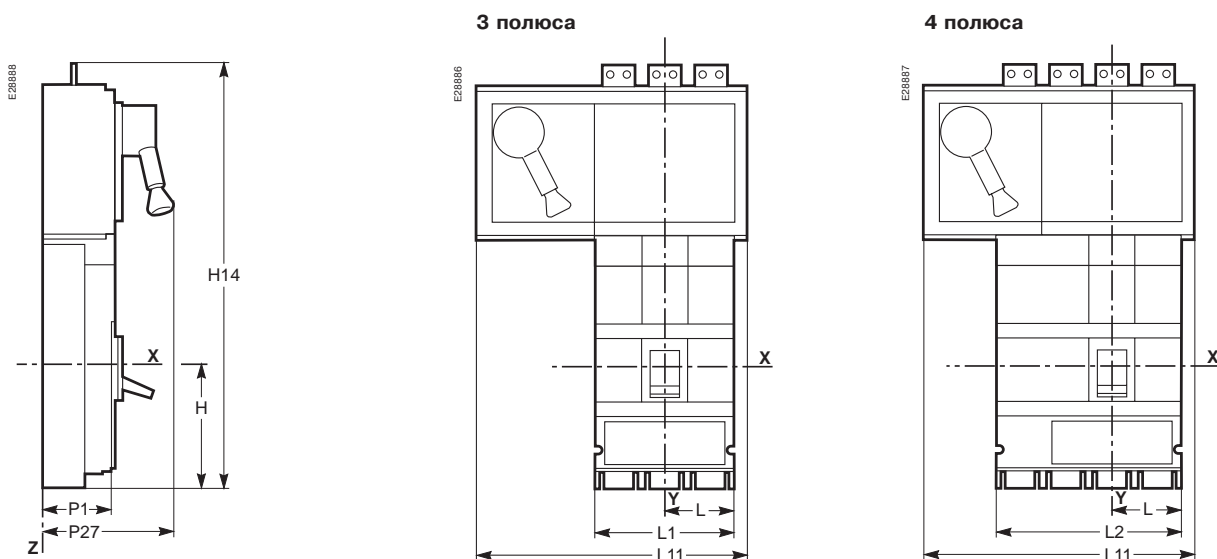 3 полюса
4 полюса
E28888
E28886
E28887
H14
X
X
X
H
P1
P27
Z
Y
L
L1
L11
Y
L
L2
L11